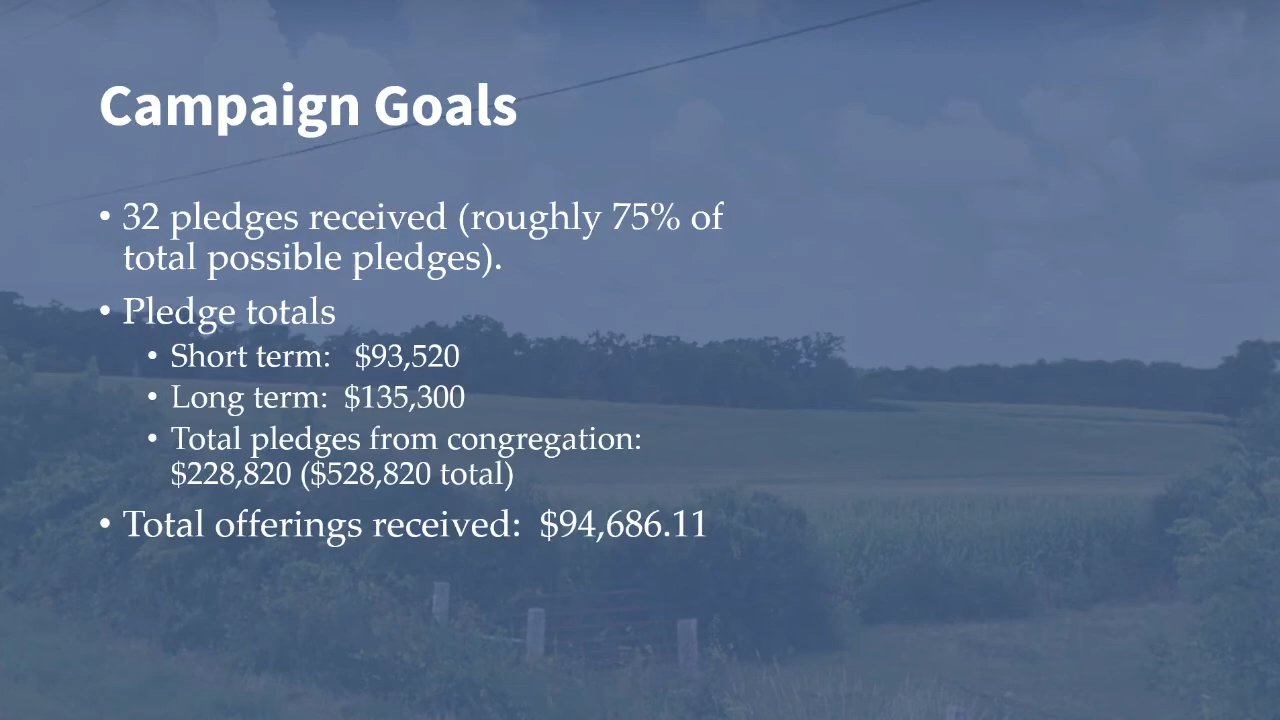 Campaign Goals
• 32 pledges received (roughly 75% of
total possible pledges).
• Pledge totals
• Short term:   $93,520
• Long term:  $135,300
• Total pledges from congregation:
$228,820 ($528,820 total)
• Total offerings received:  $94,686.11